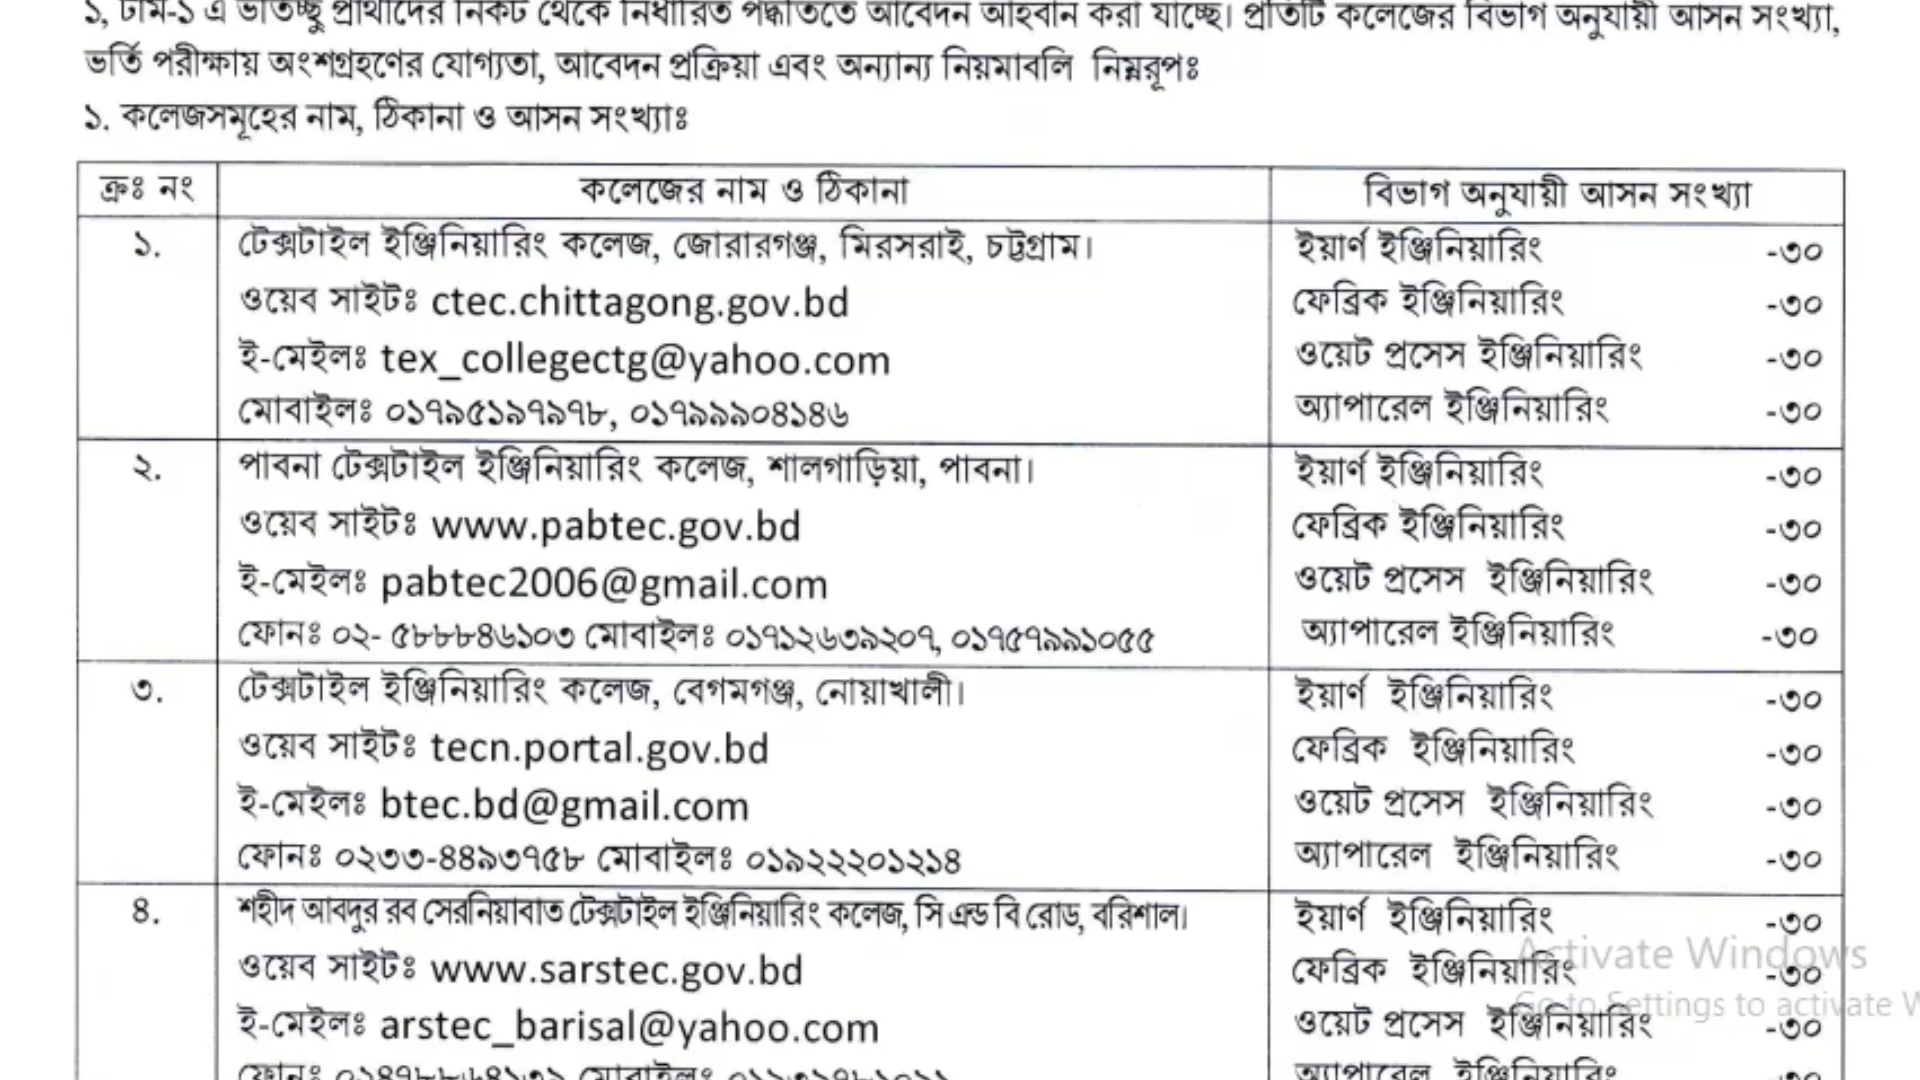 ১, টার্ম-১ এ ভর্তিচ্ছু প্রার্থীদের নিকট থেকে নির্ধারিত পদ্ধতিতে আবেদন আহবান করা যাচ্ছে। প্রতিটি কলেজের বিভাগ অনুযায়ী আসন সংখ্যা,
ভর্তি পরীক্ষায় অংশগ্রহণের যোগ্যতা, আবেদন প্রক্রিয়া এবং অন্যান্য নিয়মাবলি নিম্নরূপঃ
১. কলেজসমূহের নাম, ঠিকানা ও আসন সংখ্যাঃ
ক্রঃ নং কলেজের নাম ও ঠিকানা বিভাগ অনুযায়ী আসন সংখ্যা
১. টেক্সটাইল ইঞ্জিনিয়ারিং কলেজ, জোরারগঞ্জ, মিরসরাই, চট্টগ্রাম। ইয়ার্ণ ইঞ্জিনিয়ারিং -৩০
ওয়েব সাইটঃ ctec.chittagong.gov.bd ফেব্রিক ইঞ্জিনিয়ারিং -৩০
ই-মেইলঃ tex_collegectg@yahoo.com ওয়েট প্রসেস ইঞ্জিনিয়ারিং -৩০
মোবাইলঃ ০১৭৯৫১৯৭৯৭৮, ০১৭৯৯৯০৪১৪৬ অ্যাপারেল ইঞ্জিনিয়ারিং -৩০
২. পাবনা টেক্সটাইল ইঞ্জিনিয়ারিং কলেজ, শালগাড়িয়া, পাবনা। ইয়ার্ণ ইঞ্জিনিয়ারিং -৩০
ওয়েব সাইটঃ www.pabtec.gov.bd ফেব্রিক ইঞ্জিনিয়ারিং -৩০
ই-মেইলঃ pabtec2006@gmail.com ওয়েট প্রসেস ইঞ্জিনিয়ারিং -৩০
ফোনঃ ০২- ৫৮৮৮৪৬১০৩ মোবাইলঃ ০১৭১২৬৩৯২০৭, ০১৭৫৭৯৯১০৫৫ অ্যাপারেল ইঞ্জিনিয়ারিং -৩০
৩. টেক্সটাইল ইঞ্জিনিয়ারিং কলেজ, বেগমগঞ্জ, নোয়াখালী। ইয়ার্ণ ইঞ্জিনিয়ারিং -৩০
ওয়েব সাইটঃ tecn.portal.gov.bd ফেব্রিক ইঞ্জিনিয়ারিং -৩০
ই-মেইলঃ btec.bd@gmail.com ওয়েট প্রসেস ইঞ্জিনিয়ারিং -৩০
ফোনঃ ০২৩৩-৪৪৯৩৭৫৮ মোবাইলঃ ০১৯২২২০১২১৪ অ্যাপারেল ইঞ্জিনিয়ারিং -৩০
৪. শহীদ আবদুর রব সেরনিয়াবাত টেক্সটাইল ইঞ্জিনিয়ারিং কলেজ, সি এন্ড বি রোড, বরিশাল। ইয়ার্ণ ইঞ্জিনিয়ারিং -৩০
ওয়েব সাইটঃ www.sarstec.gov.bd ফেব্রিক ইঞ্জিনিয়ারিং -৩০
ই-মেইলঃ arstec_barisal@yahoo.com ওয়েট প্রসেস ইঞ্জিনিয়ারিং -৩০
ফোনঃ মোবাইলঃ অ্যাপারেল ইঞ্জিনিয়ারিং -৩০
Activate Windows
Go to Settings to activate W